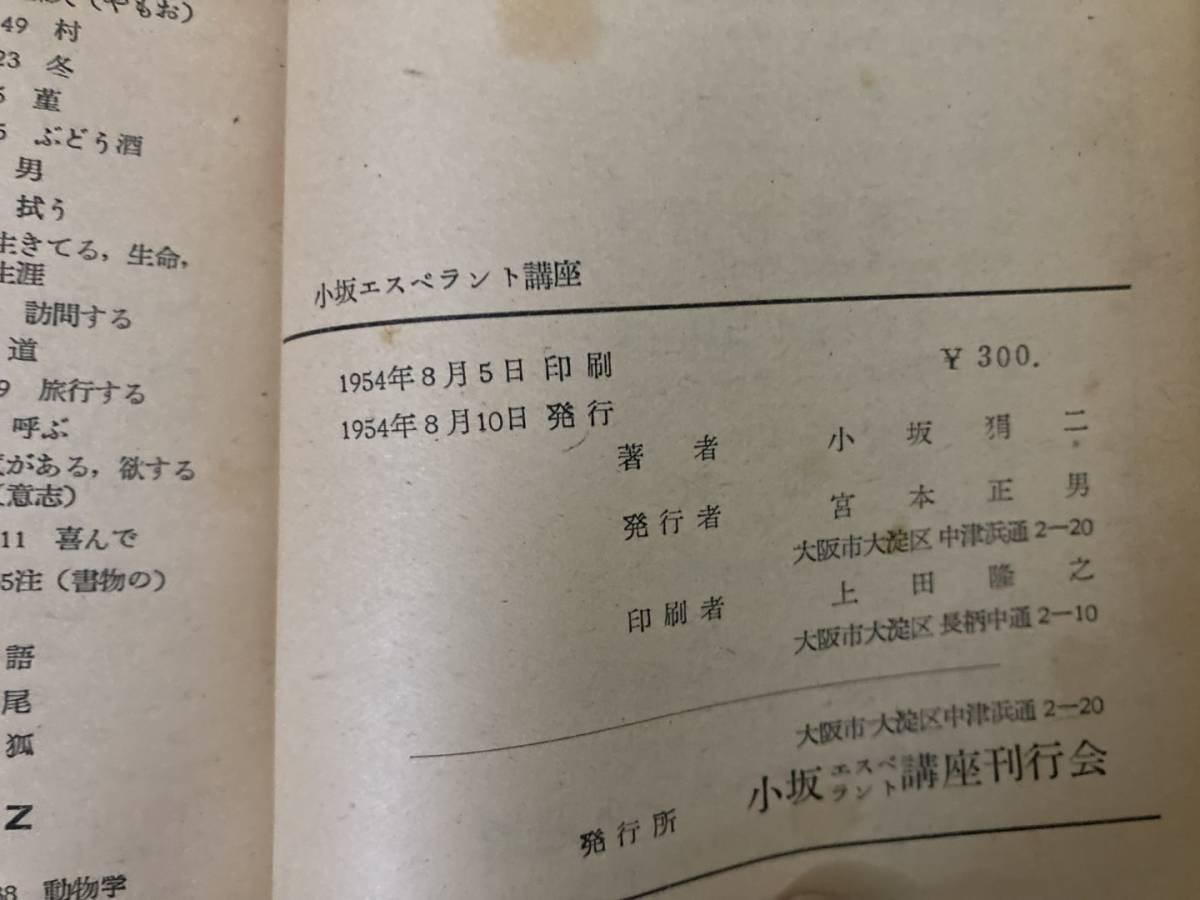 (やもお)
49 村
23 冬
菫
ぶどう酒
男
拭う
生きてる, 生命,
生涯
訪問する
道
9 旅行する
呼ぶ
がある, 欲する
(意志)
11 喜んで
5注 (書物の)
語
尾
狐
Z
38 動物学
小坂エスペラント講座
1954年8月5日 印刷
¥ 300.
1954年8月10日 発行
著者 小坂狷二
発行者 宮本正男
大阪市大淀区中津浜通2—20
印刷者 上田隆之
大阪市大淀区長柄中通2—10
大阪市大淀区中津浜通2—20
発行所 小坂エスペラント講座刊行会